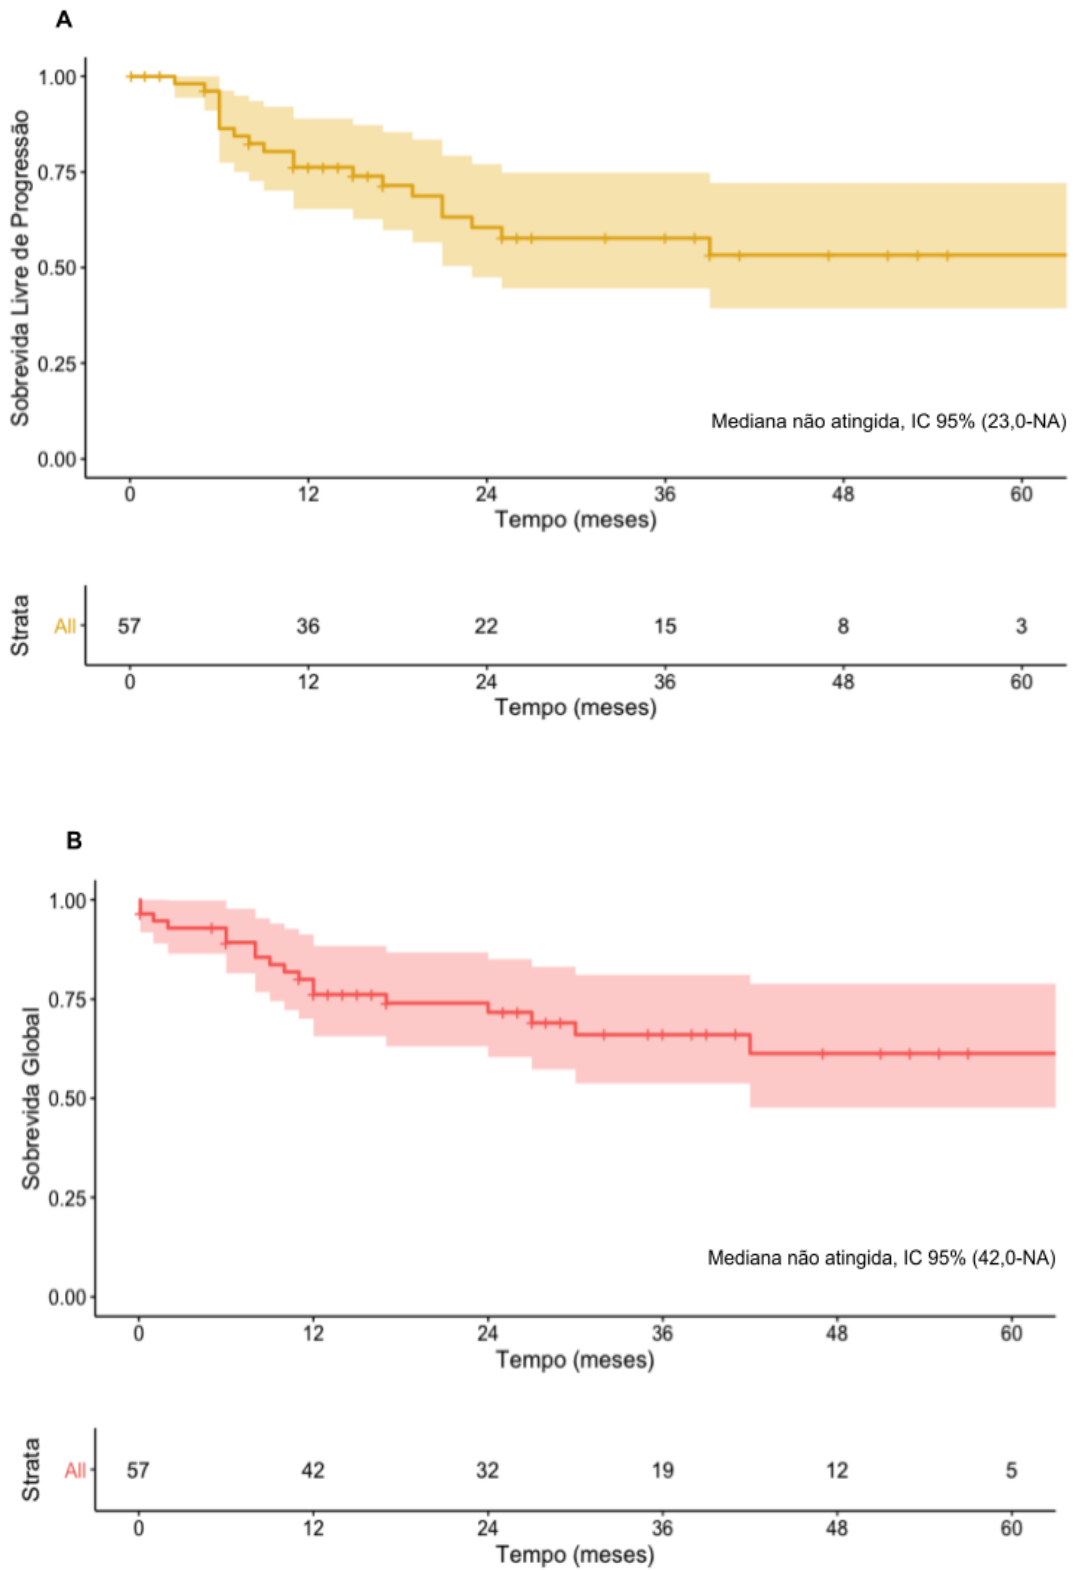 A
Sobrevida Livre de Progressão
1.00
0.75
0.50
0.25
0.00
Mediana não atingida, IC 95% (23,0-NA)
0 12 24 36 48 60
Tempo (meses)
Strata
All 57 36 22 15 8 3
0 12 24 36 48 60
Tempo (meses)
B
Sobrevida Global
1.00
0.75
0.50
0.25
0.00
Mediana não atingida, IC 95% (42,0-NA)
0 12 24 36 48 60
Tempo (meses)
Strata
All 57 42 32 19 12 5
0 12 24 36 48 60
Tempo (meses)